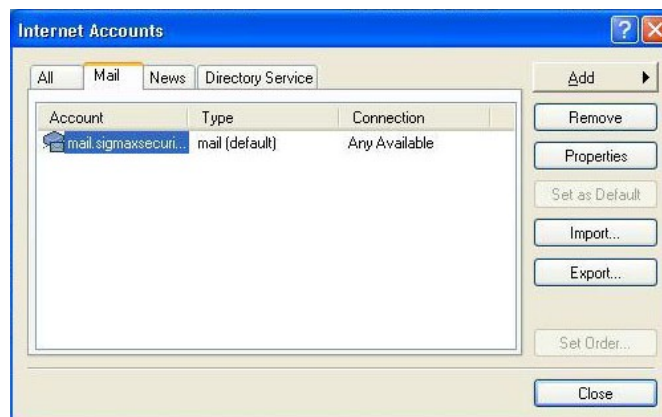 Internet Accounts
All Mail News Directory Service
Add
Account Type Connection
Remove
mail.sigmaxsecuri... mail (default) Any Available
Properties
Set as Default
Import...
Export...
Set Order...
Close